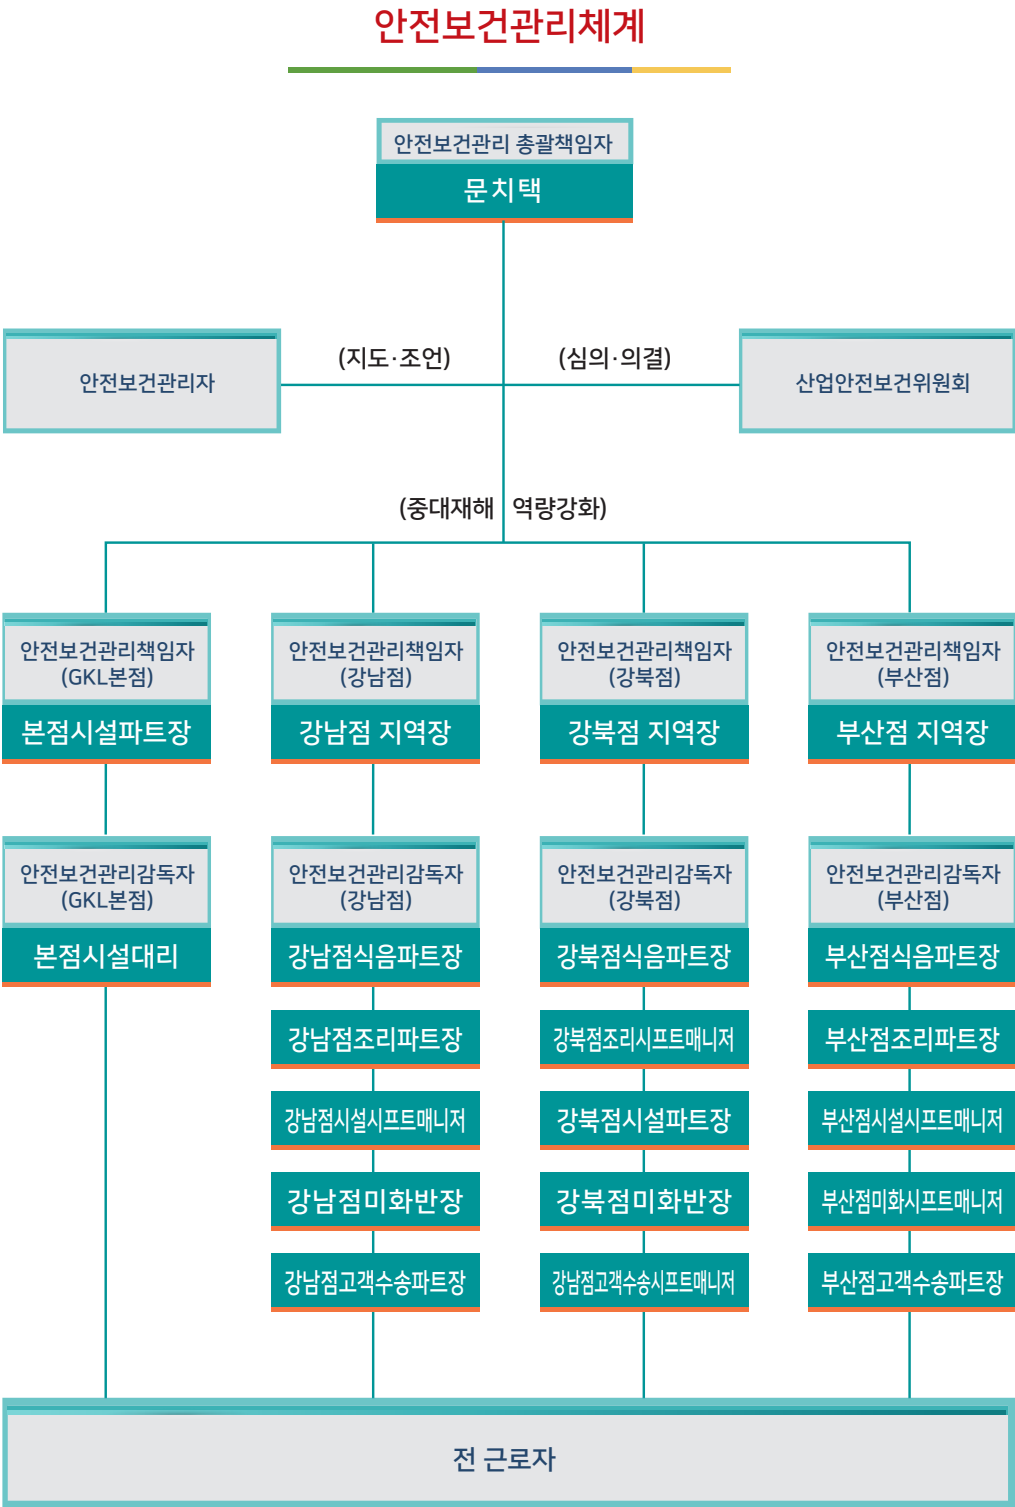 안전보건관리체계
안전보건관리 총괄책임자
문치택
(지도·조언)
(심의·의결)
안전보건관리자
산업안전보건위원회
(중대재해 역량강화)
안전보건관리책임자
(GKL본점)
본점시설파트장
안전보건관리책임자
(강남점)
강남점 지역장
안전보건관리책임자
(강북점)
강북점 지역장
안전보건관리책임자
(부산점)
부산점 지역장
안전보건관리감독자
(GKL본점)
본점시설대리
안전보건관리감독자
(강남점)
강남점식음파트장
강남점조리파트장
강남점시설시프트매니저
강남점미화반장
강남점고객수송파트장
안전보건관리감독자
(강북점)
강북점식음파트장
강북점조리시프트매니저
강북점시설파트장
강북점미화반장
강남점고객수송시프트매니저
안전보건관리감독자
(부산점)
부산점식음파트장
부산점조리파트장
부산점시설시프트매니저
부산점미화시프트매니저
부산점고객수송파트장
전 근로자